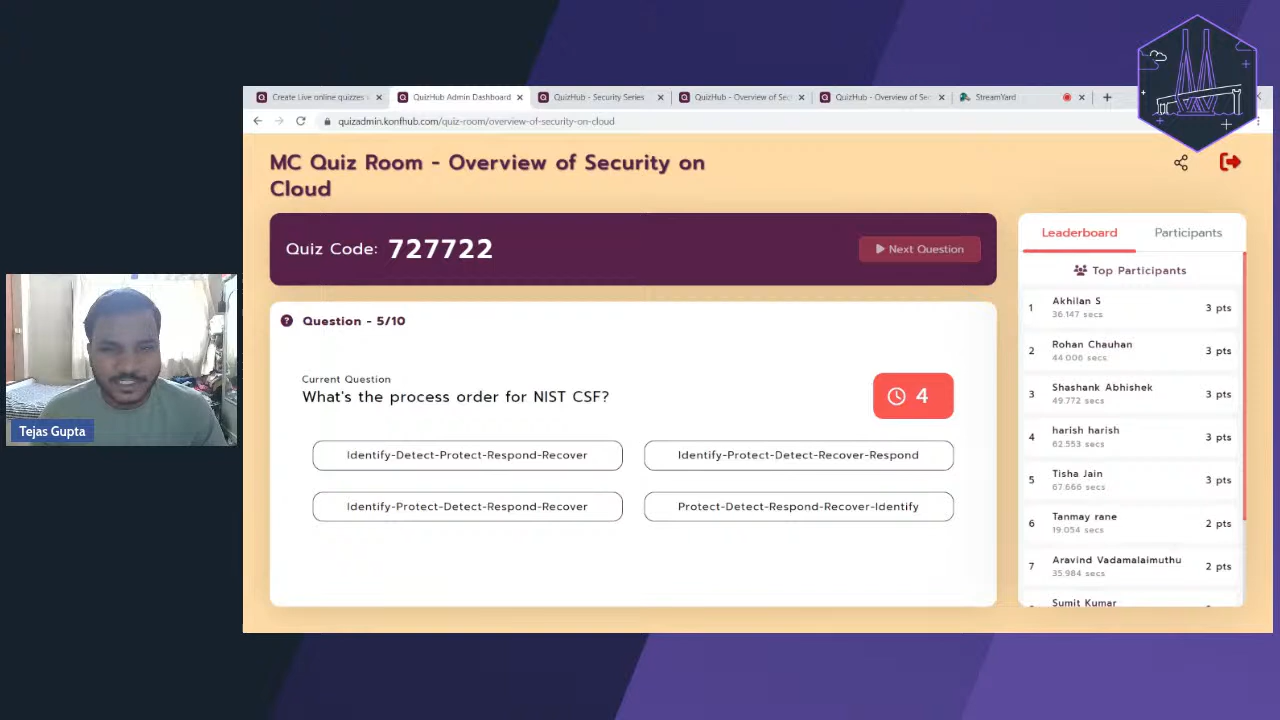 Create Live online quizzes
QuizHub Admin Dashboard
QuizHub - Security Series
QuizHub - Overview of Sec
QuizHub - Overview of Sec
StreamYard
quizadmin.konfhub.com/quiz-room/overview-of-security-on-cloud
MC Quiz Room - Overview of Security on
Cloud
Quiz Code: 727722
Next Question
Question - 5/10
Current Question
What's the process order for NIST CSF?
4
Identify-Detect-Protect-Respond-Recover
Identify-Protect-Detect-Recover-Respond
Identify-Protect-Detect-Respond-Recover
Protect-Detect-Respond-Recover-Identify
Leaderboard
Participants
Top Participants
1 Akhilan S 3 pts
36.147 secs
2 Rohan Chauhan 3 pts
44.006 secs
3 Shashank Abhishek 3 pts
49.772 secs
4 harish harish 3 pts
62.553 secs
5 Tisha Jain 3 pts
67.666 secs
6 Tanmay rane 2 pts
19.054 secs
7 Aravind Vadamalaimuthu 2 pts
35.984 secs
Sumit Kumar
Tejas Gupta